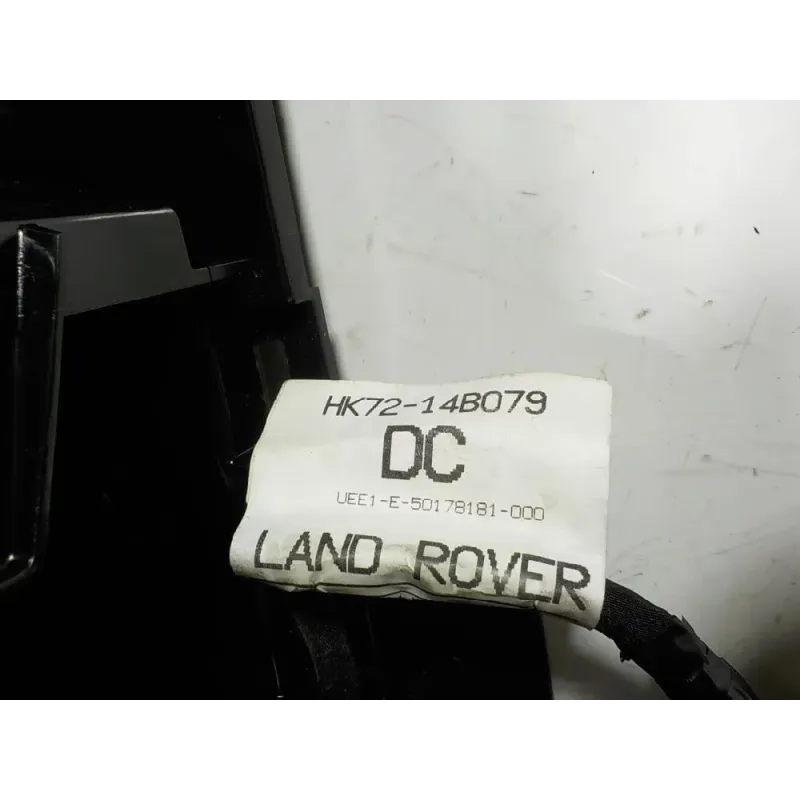 HK72-14B079
DC
UEE1-E-50178181-000
LAND ROVER